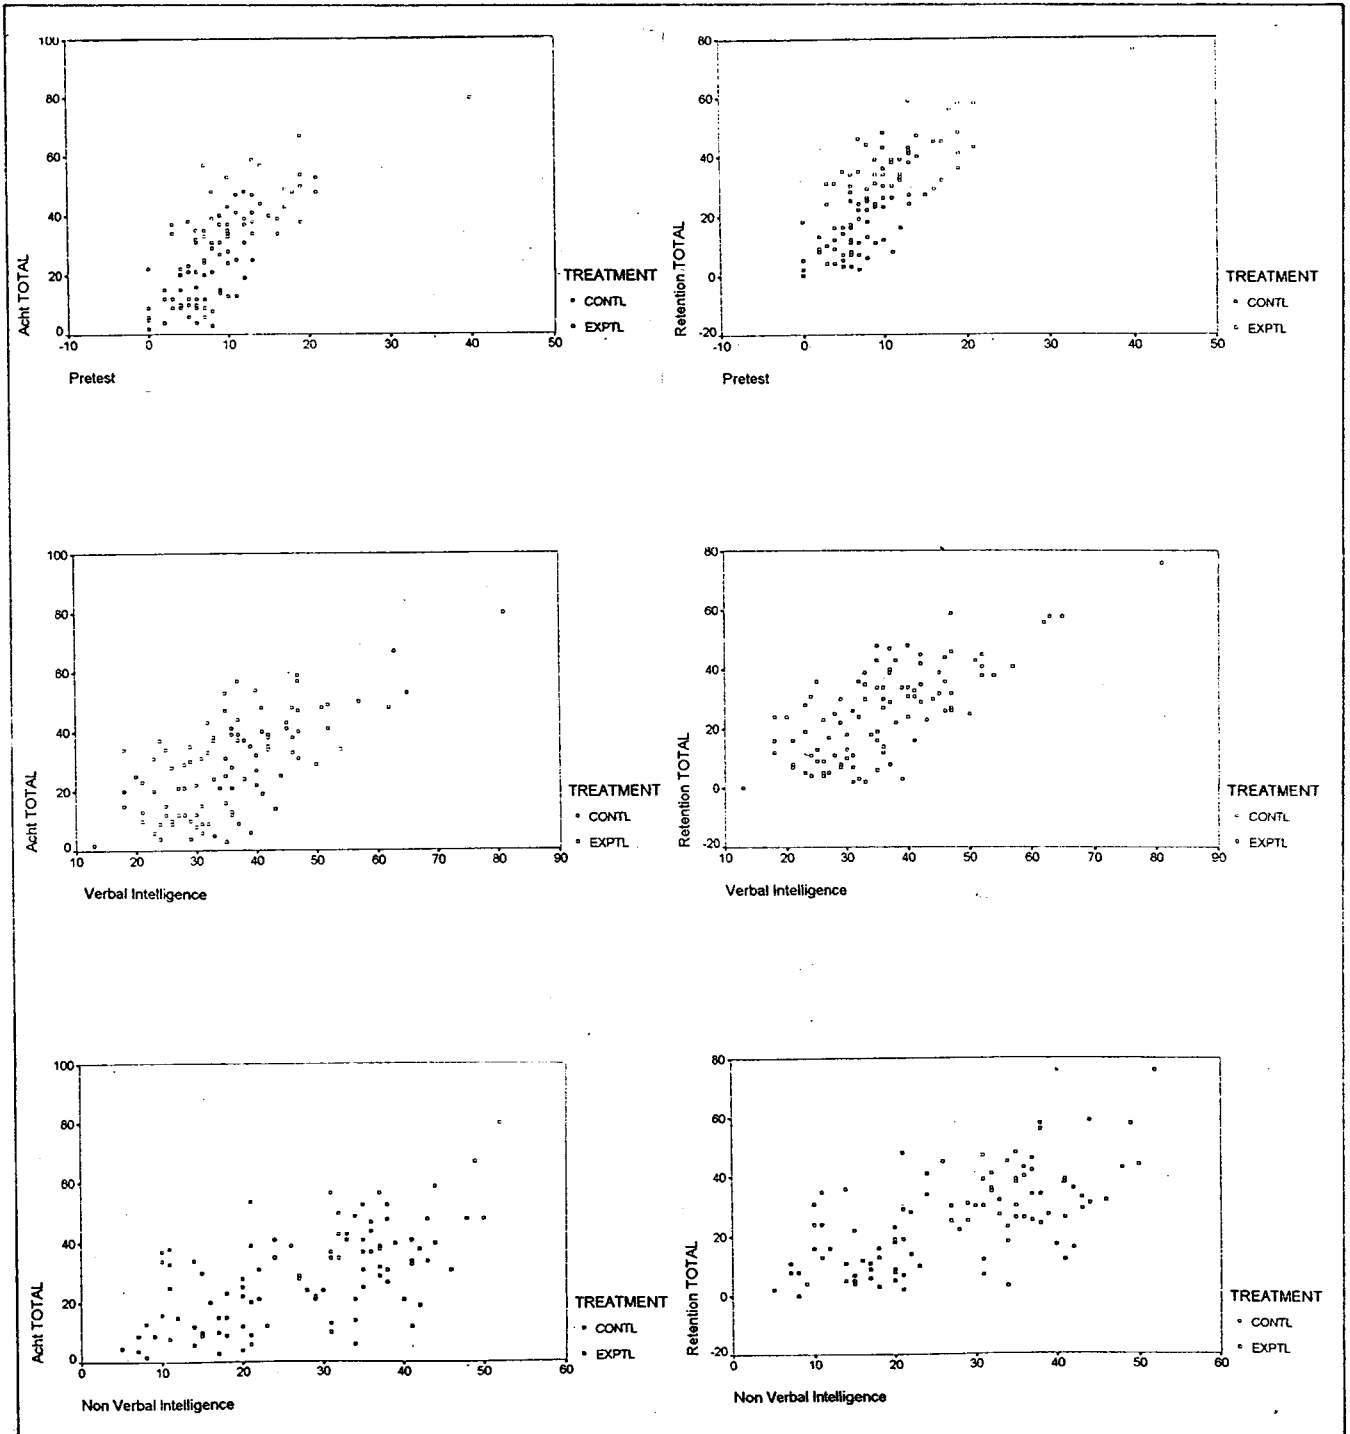 100
80
60
40
20
0
Acht TOTAL
-10 0 10 20 30 40 50
Pretest
TREATMENT
CONTL
EXPTL
80
60
40
20
0
-20
Retention TOTAL
-10 0 10 20 30 40 50
Pretest
TREATMENT
CONTL
EXPTL
100
80
60
40
20
0
Acht TOTAL
10 20 30 40 50 60 70 80 90
Verbal Intelligence
TREATMENT
CONTL
EXPTL
80
60
40
20
0
-20
Retention TOTAL
10 20 30 40 50 60 70 80 90
Verbal Intelligence
TREATMENT
CONTL
EXPTL
100
80
60
40
20
0
Acht TOTAL
0 10 20 30 40 50 60
Non Verbal Intelligence
TREATMENT
CONTL
EXPTL
80
60
40
20
0
-20
Retention TOTAL
0 10 20 30 40 50 60
Non Verbal Intelligence
TREATMENT
CONTL
EXPTL